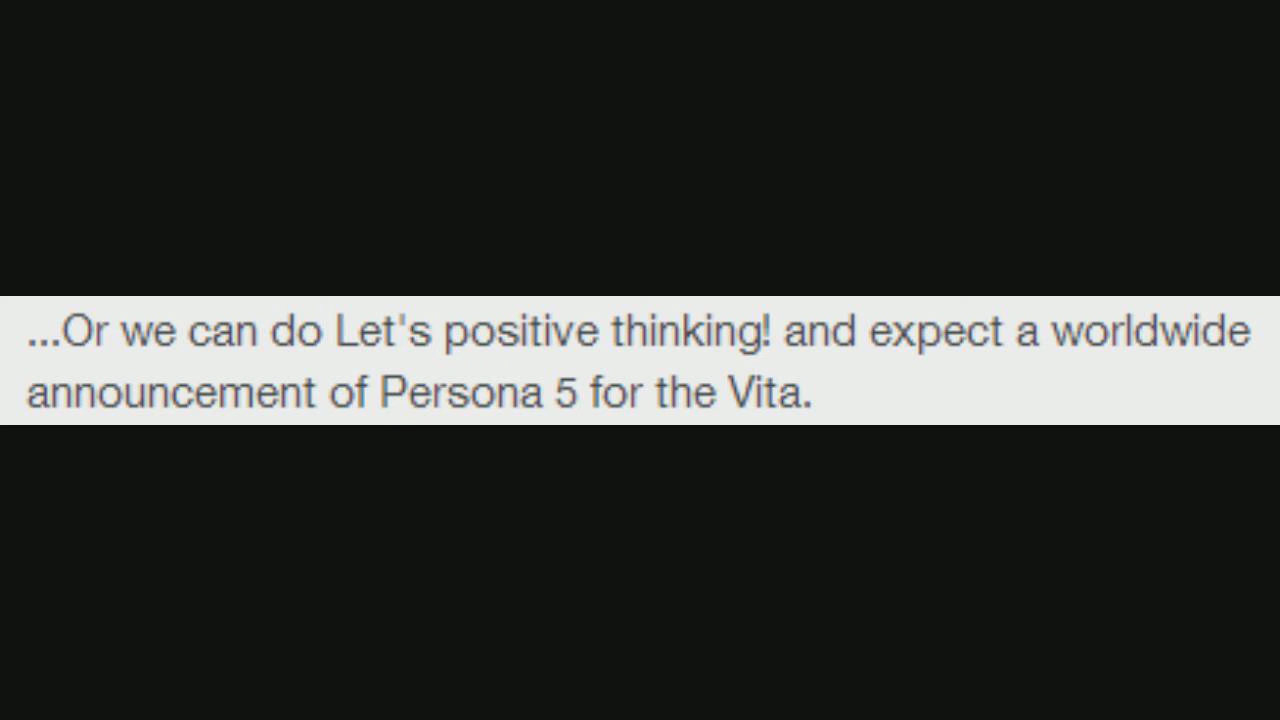 ...Or we can do Let's positive thinking! and expect a worldwide
announcement of Persona 5 for the Vita.